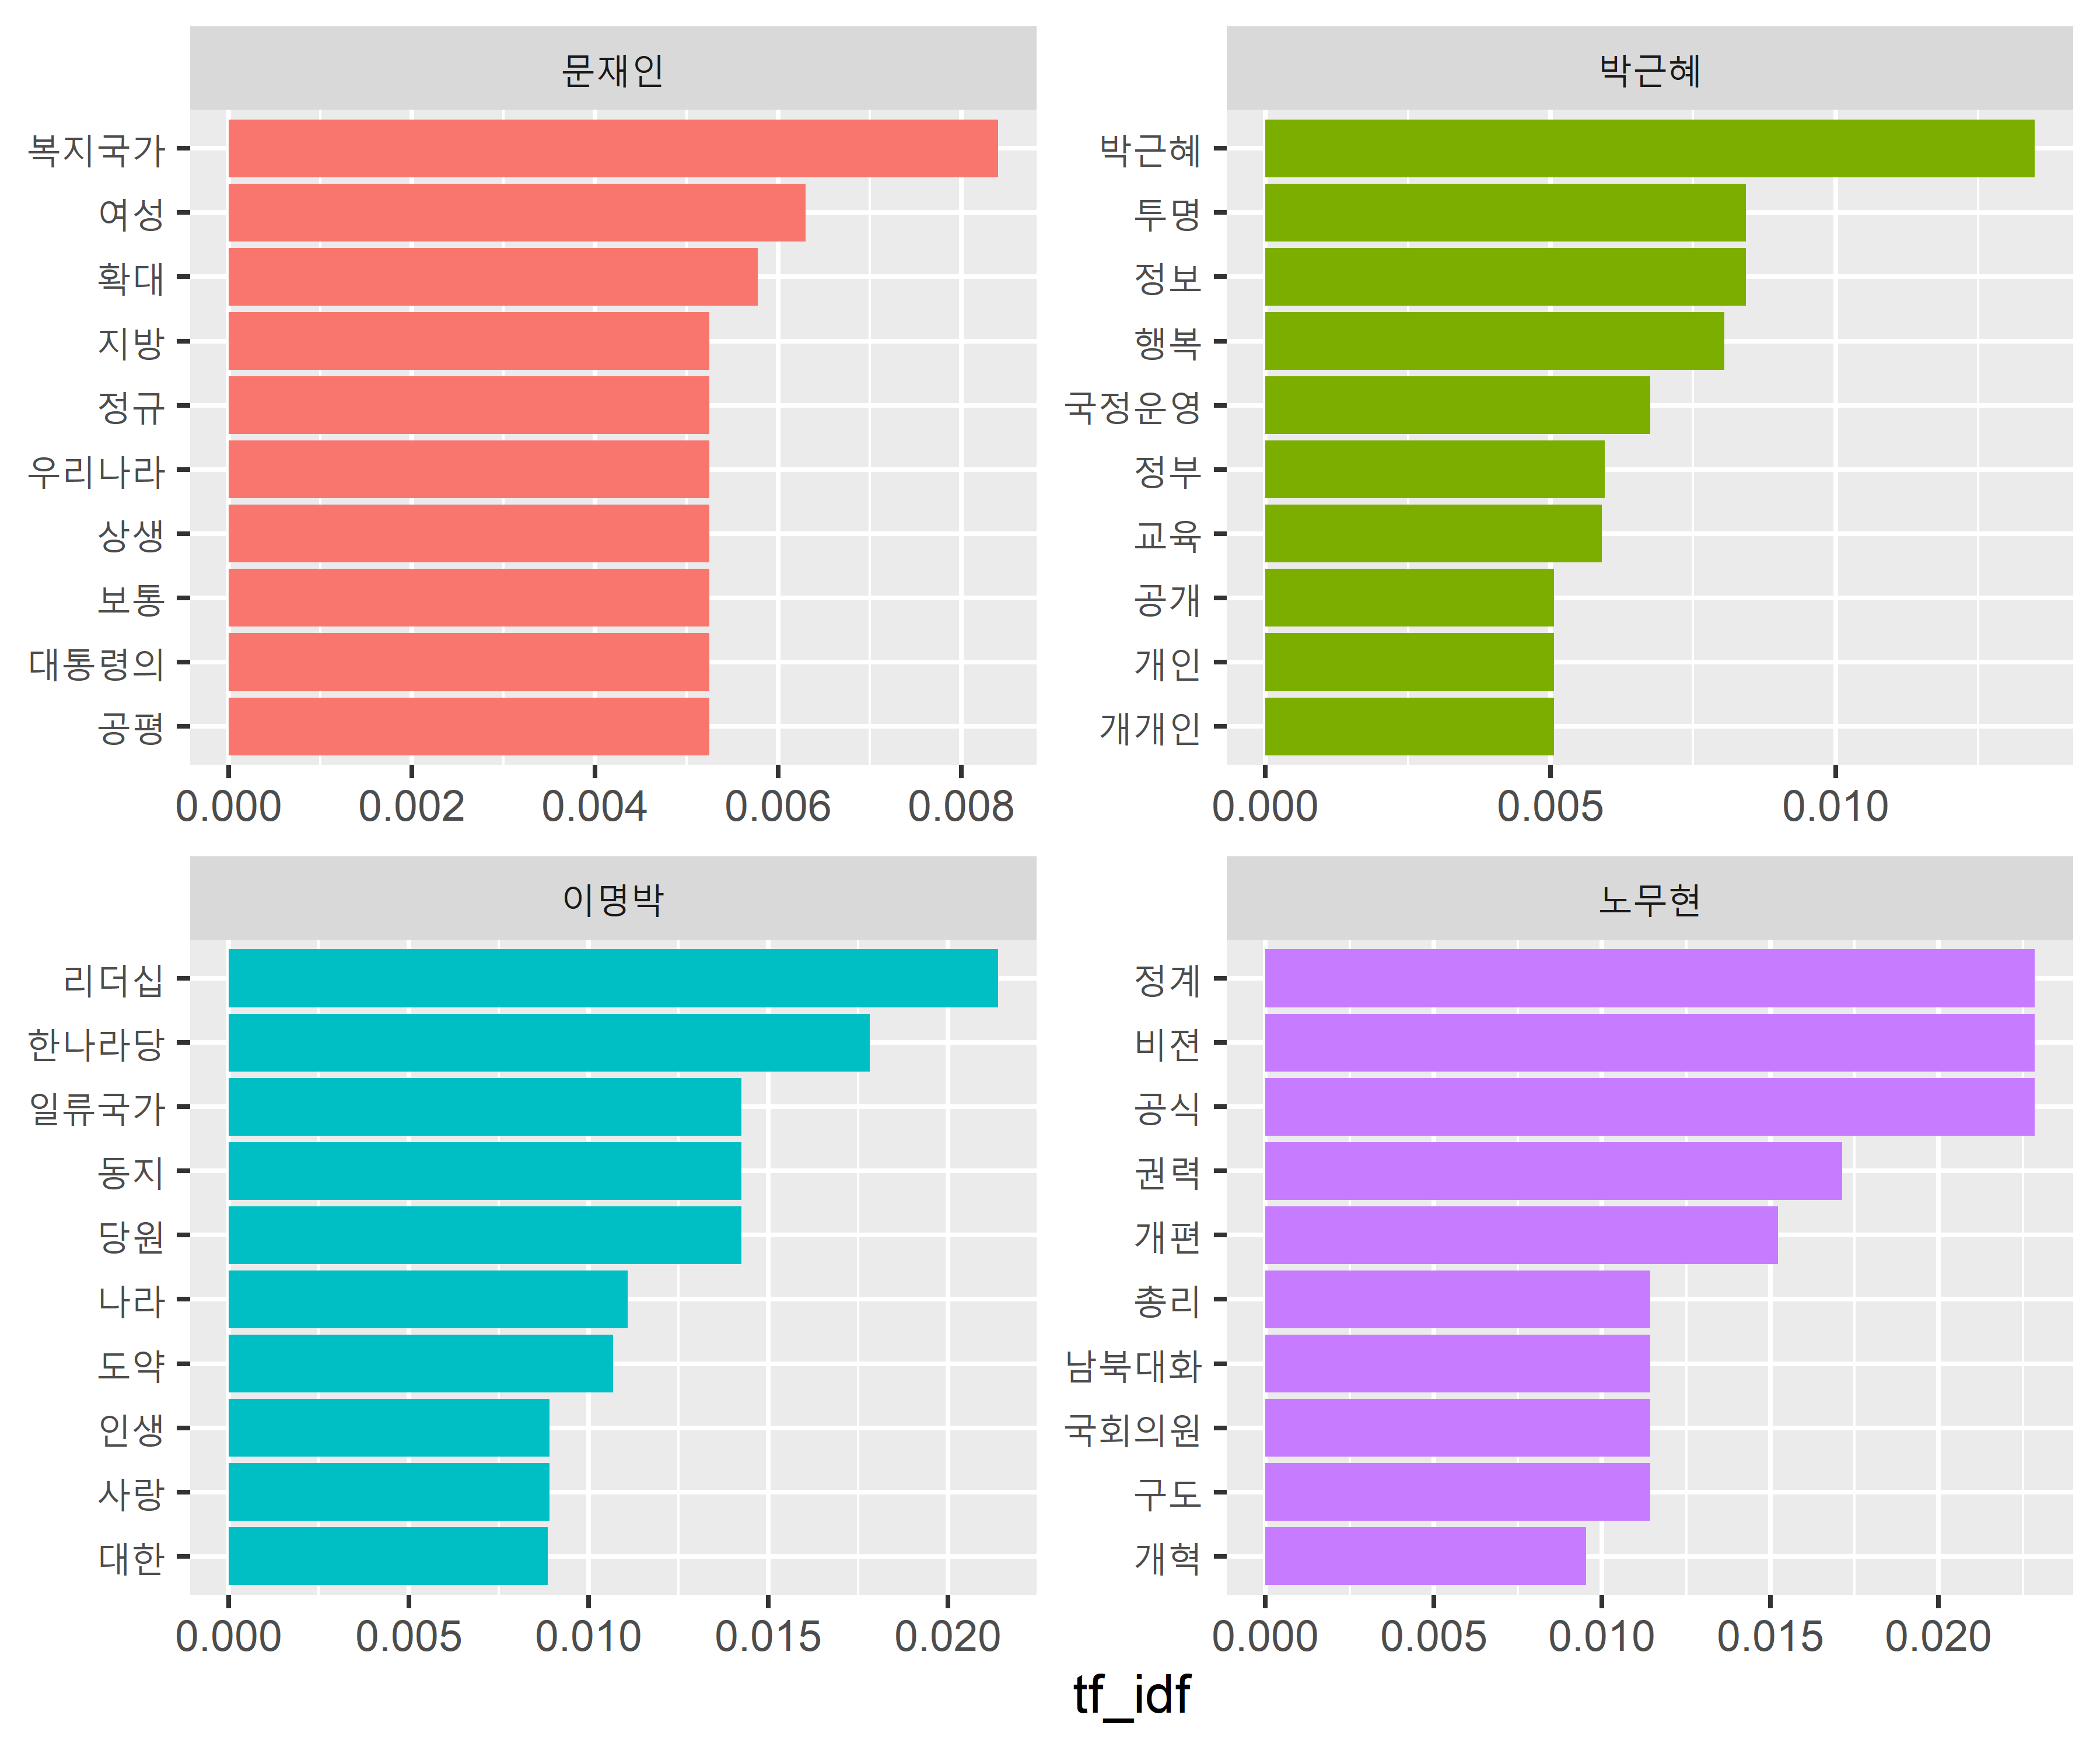 문재인
복지국가
여성
확대
지방
정규
우리나라
상생
보통
대통령의
공평
0.000 0.002 0.004 0.006 0.008
박근혜
박근혜
투명
정보
행복
국정운영
정부
교육
공개
개인
개개인
0.000 0.005 0.010
이명박
리더십
한나라당
일류국가
동지
당원
나라
도약
인생
사랑
대한
0.000 0.005 0.010 0.015 0.020
노무현
정계
비젼
공식
권력
개편
총리
남북대화
국회의원
구도
개혁
0.000 0.005 0.010 0.015 0.020
tf_idf